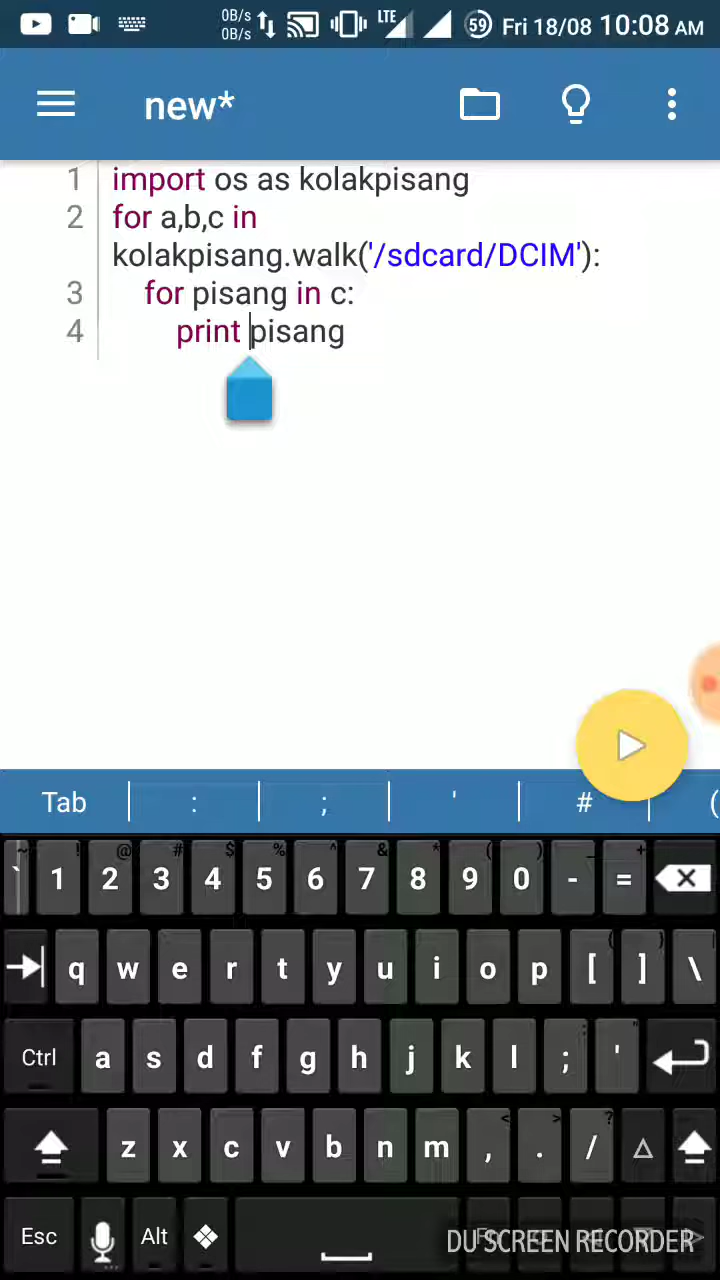 0B/s
0B/s
LTE
59
Fri 18/08 10:08 AM
new*
1 import os as kolakpisang
2 for a,b,c in
kolakpisang.walk('/sdcard/DCIM'):
3 for pisang in c:
4 print pisang
Tab : ; ' # (
~ ! @ # $ % ^ & * ( ) _ +
` 1 2 3 4 5 6 7 8 9 0 - =
q w e r t y u i o p [ ] \
Ctrl a s d f g h j k l ; '
< > ?
z x c v b n m , . /
Esc Alt Fn
DU SCREEN RECORDER